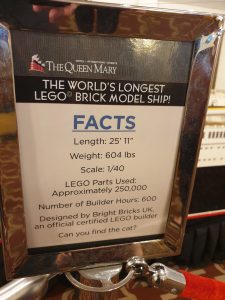 THE QUEEN MARY
THE WORLD'S LONGEST
LEGO® BRICK MODEL SHIP!
FACTS
Length: 25' 11"
Weight: 604 lbs
Scale: 1/40
LEGO Parts Used:
Approximately 250,000
Number of Builder Hours: 600
Designed by Bright Bricks UK,
an official certified LEGO builder
Can you find the cat?